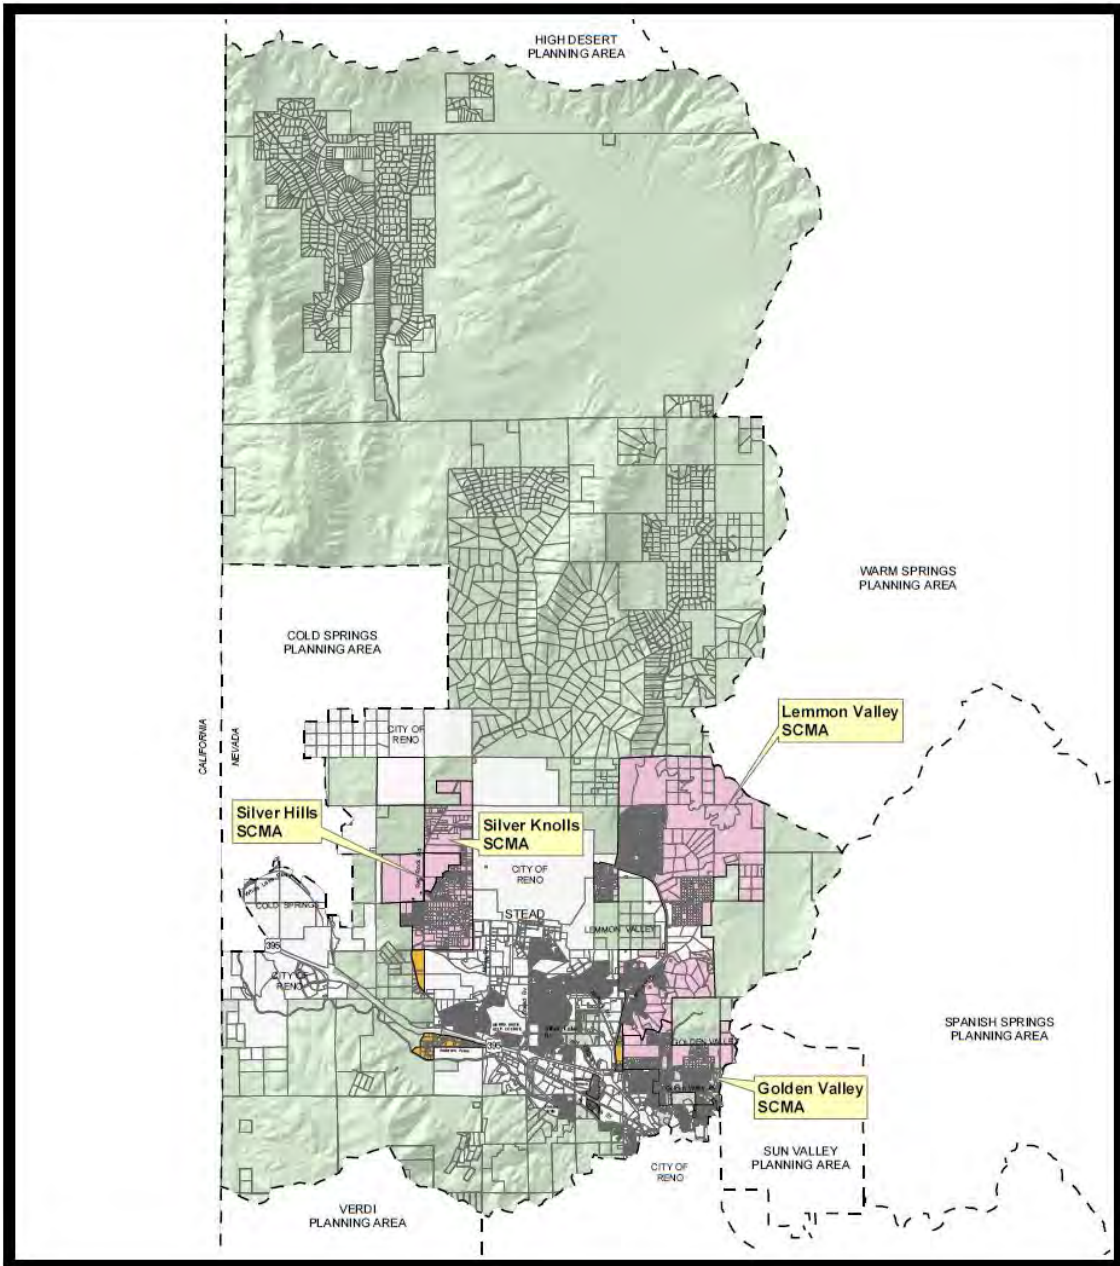 HIGH DESERT
PLANNING AREA
WARM SPRINGS
PLANNING AREA
COLD SPRINGS
PLANNING AREA
CALIFORNIA
NEVADA
CITY OF
RENO
Lemmon Valley
SCMA
Silver Hills
SCMA
Silver Knolls
SCMA
CITY OF
RENO
COLD SPRINGS
STEAD
LEMMON VALLEY
395
CITY OF
RENO
SPANISH SPRINGS
PLANNING AREA
395
GOLDEN VALLEY
Golden Valley
SCMA
SUN VALLEY
PLANNING AREA
CITY OF
RENO
VERDI
PLANNING AREA